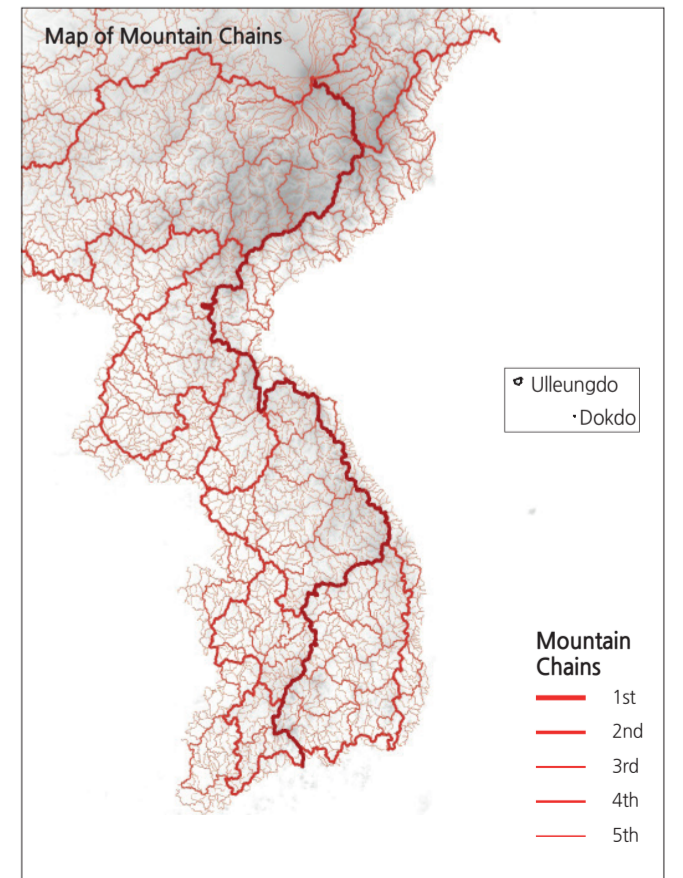 Map of Mountain Chains
Ulleungdo
Dokdo
Mountain
Chains
1st
2nd
3rd
4th
5th